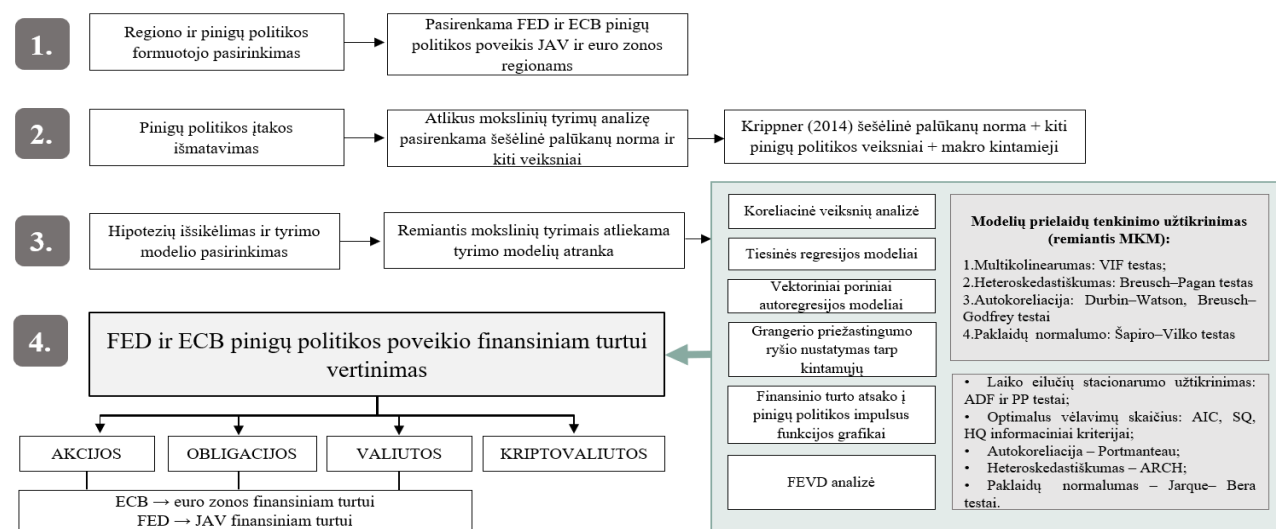 1.
Regiono ir pinigų politikos
formuotojo pasirinkimas
Pasirenkama FED ir ECB pinigų
politikos poveikis JAV ir euro zonos
regionams
2.
Pinigų politikos įtakos
išmatavimas
Atlikus mokslinių tyrimų analizę
pasirenkama šešėlinė palūkanų norma ir
kiti veiksniai
Krippner (2014) šešėlinė palūkanų norma + kiti
pinigų politikos veiksniai + makro kintamieji
3.
Hipotezių išsikėlimas ir tyrimo
modelio pasirinkimas
Remiantis mokslinių tyrimais atliekama
tyrimo modelių atranka
Koreliacinė veiksnių analizė
Tiesinės regresijos modeliai
Vektoriniai poriniai
autoregresijos modeliai
Grangerio priežastingumo
ryšio nustatymas tarp
kintamųjų
Finansinio turto atsako į
pinigų politikos impulsus
funkcijos grafikai
FEVD analizė
Modelių prielaidų tenkinimo užtikrinimas
(remiantis MKM):
1.Multikolinearumas: VIF testas;
2.Heteroskedastiškumas: Breusch–Pagan testas
3.Autokoreliacija: Durbin–Watson, Breusch–
Godfrey testai
4.Paklaidų normalumo: Šapiro–Vilko testas
• Laiko eilučių stacionarumo užtikrinimas:
ADF ir PP testai;
• Optimalus vėlavimų skaičius: AIC, SQ,
HQ informaciniai kriterijai;
• Autokoreliacija – Portmanteau;
• Heteroskedastiškumas – ARCH;
• Paklaidų normalumas – Jarque– Bera
testai.
4.
FED ir ECB pinigų politikos poveikio finansiniam turtui
vertinimas
AKCIJOS
OBLIGACIJOS
VALIUTOS
KRIPTOVALIUTOS
ECB → euro zonos finansiniam turtui
FED → JAV finansiniam turtui